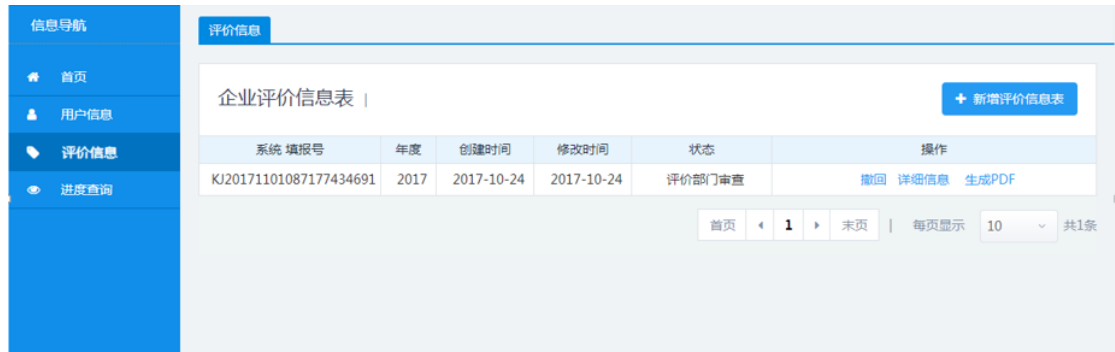 信息导航
首页
用户信息
评价信息
进度查询
评价信息
企业评价信息表 |
+ 新增评价信息表
系统 填报号 年度 创建时间 修改时间 状态 操作
KJ20171101087177434691 2017 2017-10-24 2017-10-24 评价部门审查 撤回 详细信息 生成PDF
首页 1 末页 | 每页显示 10 共1条